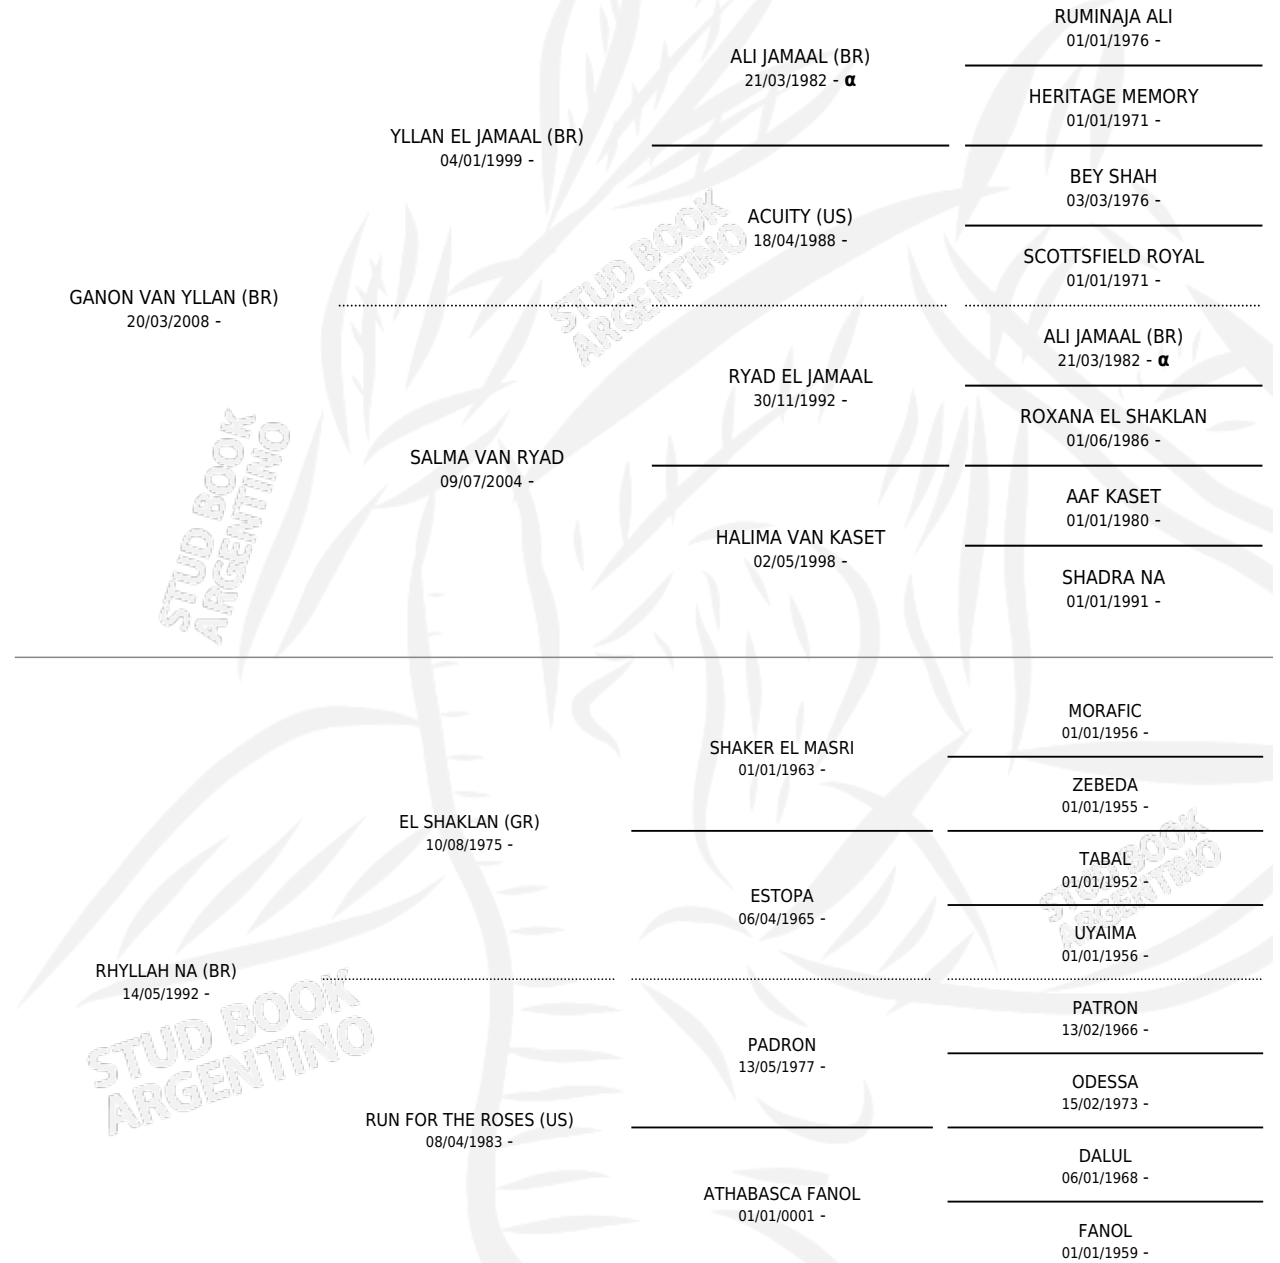 RUMINAJA ALI
01/01/1976 -
ALI JAMAAL (BR)
21/03/1982 - α
HERITAGE MEMORY
01/01/1971 -
YLLAN EL JAMAAL (BR)
04/01/1999 -
BEY SHAH
03/03/1976 -
ACUITY (US)
18/04/1988 -
SCOTTSFIELD ROYAL
01/01/1971 -
GANON VAN YLLAN (BR)
20/03/2008 -
ALI JAMAAL (BR)
21/03/1982 - α
RYAD EL JAMAAL
30/11/1992 -
ROXANA EL SHAKLAN
01/06/1986 -
SALMA VAN RYAD
09/07/2004 -
AAF KASET
01/01/1980 -
HALIMA VAN KASET
02/05/1998 -
SHADRA NA
01/01/1991 -
MORAFIC
01/01/1956 -
SHAKER EL MASRI
01/01/1963 -
ZEBEDA
01/01/1955 -
EL SHAKLAN (GR)
10/08/1975 -
TABAL
01/01/1952 -
ESTOPA
06/04/1965 -
UYAIMA
01/01/1956 -
RHYLLAH NA (BR)
14/05/1992 -
PATRON
13/02/1966 -
PADRON
13/05/1977 -
ODESSA
15/02/1973 -
RUN FOR THE ROSES (US)
08/04/1983 -
DALUL
06/01/1968 -
ATHABASCA FANOL
01/01/0001 -
FANOL
01/01/1959 -
STUD BOOK
ARGENTINO
STUD BOOK
ARGENTINO
STUD BOOK
ARGENTINO
STUD BOOK
ARGENTINO